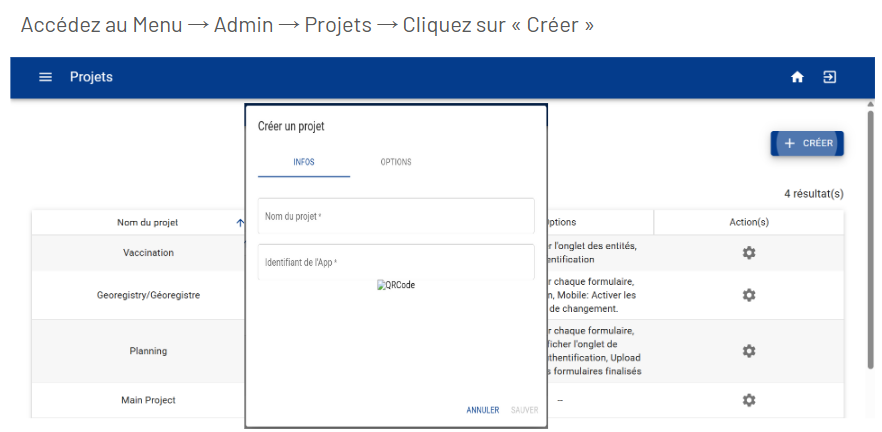 Accédez au Menu → Admin → Projets → Cliquez sur « Créer »
Projets
+ CRÉER
4 résultat(s)
Créer un projet
INFOS
OPTIONS
Nom du projet *
Identifiant de l'App *
QRCode
ANNULER
SAUVER
Nom du projet
ptions
Action(s)
Vaccination
r l'onglet des entités,
entification
Georegistry/Géoregistre
r chaque formulaire,
n, Mobile: Activer les
de changement.
Planning
r chaque formulaire,
ficher l'onglet de
thentification, Upload
s formulaires finalisés
Main Project
--